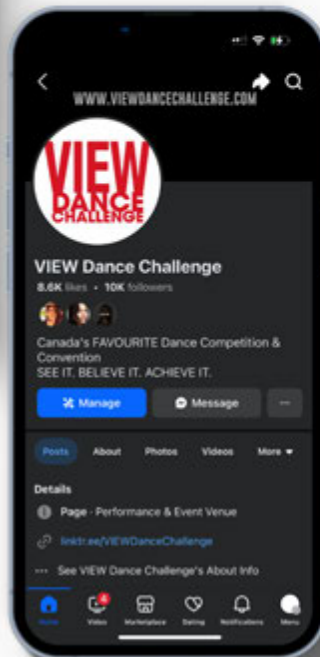 WWW.VIEWDANCECHALLENGE.COM
VIEW
DANCE
CHALLENGE
VIEW Dance Challenge
8.6K likes • 10K followers
Canada's FAVOURITE Dance Competition &
Convention
SEE IT. BELIEVE IT. ACHIEVE IT.
Manage
Message
Posts About Photos Videos More
Details
Page · Performance & Event Venue
linktr.ee/VIEWDanceChallenge
See VIEW Dance Challenge's About Info
4
Home Video Marketplace Dating Notifications Menu